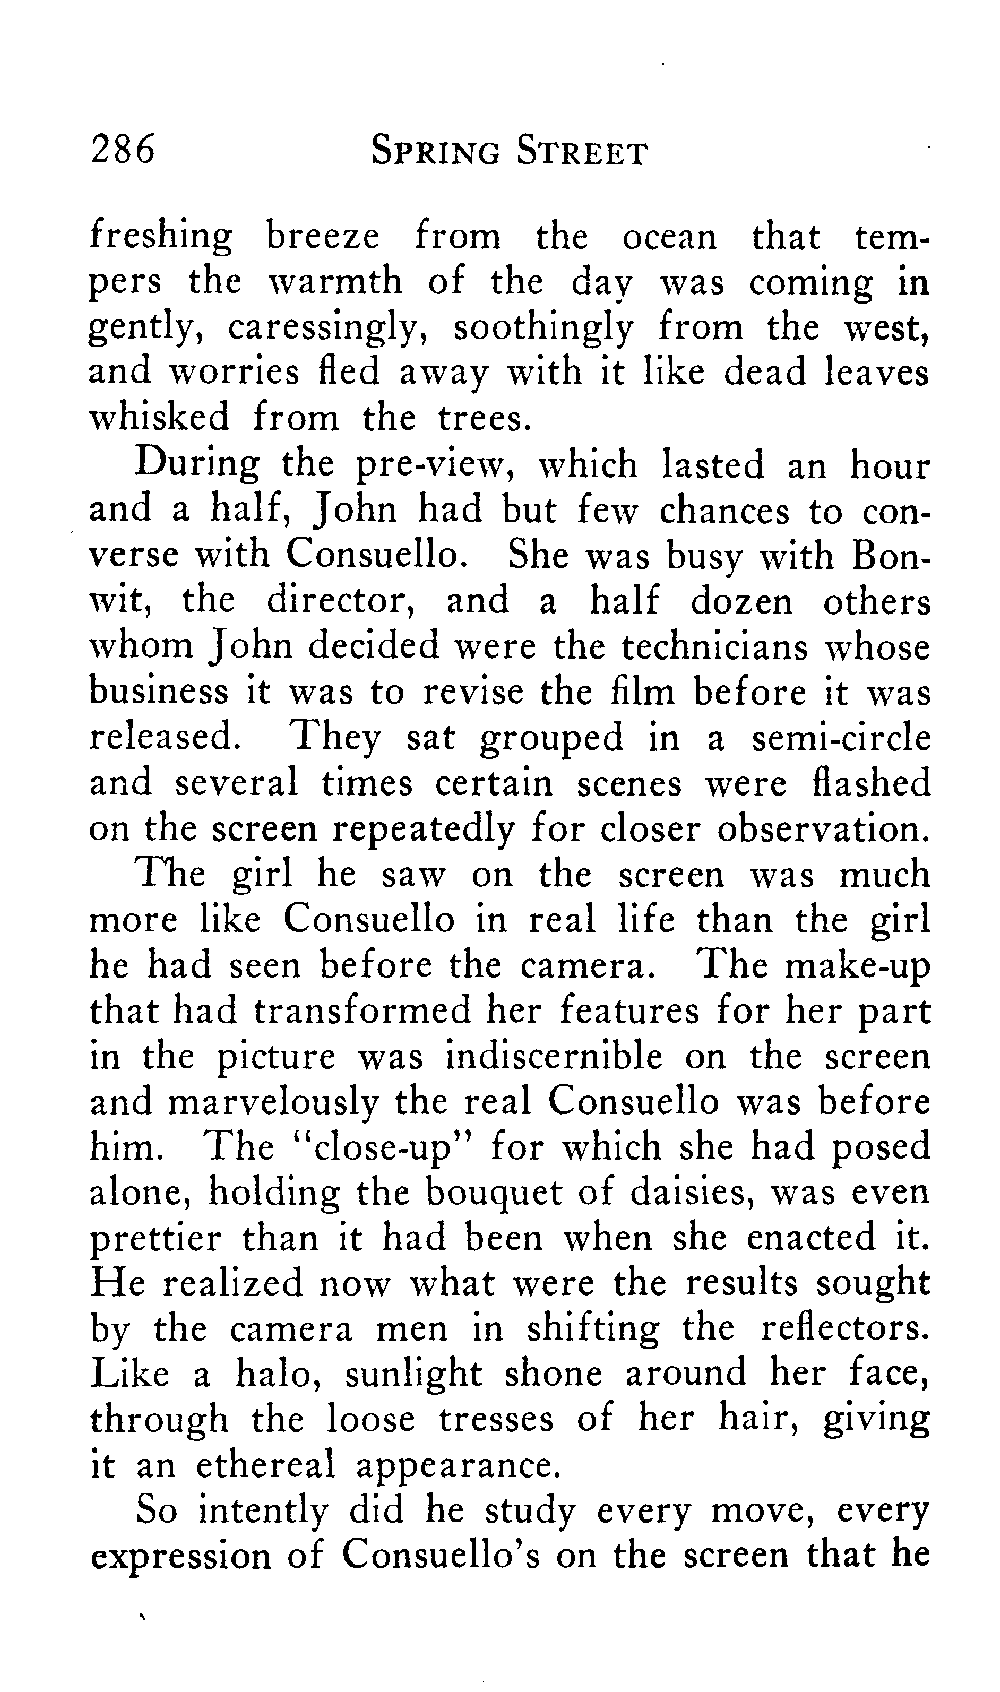 286 SPRING STREET
freshing breeze from the ocean that tem-
pers the warmth of the day was coming in
gently, caressingly, soothingly from the west,
and worries fled away with it like dead leaves
whisked from the trees.
During the pre-view, which lasted an hour
and a half, John had but few chances to con-
verse with Consuello. She was busy with Bon-
wit, the director, and a half dozen others
whom John decided were the technicians whose
business it was to revise the film before it was
released. They sat grouped in a semi-circle
and several times certain scenes were flashed
on the screen repeatedly for closer observation.
The girl he saw on the screen was much
more like Consuello in real life than the girl
he had seen before the camera. The make-up
that had transformed her features for her part
in the picture was indiscernible on the screen
and marvelously the real Consuello was before
him. The "close-up" for which she had posed
alone, holding the bouquet of daisies, was even
prettier than it had been when she enacted it.
He realized now what were the results sought
by the camera men in shifting the reflectors.
Like a halo, sunlight shone around her face,
through the loose tresses of her hair, giving
it an ethereal appearance.
So intently did he study every move, every
expression of Consuello's on the screen that he